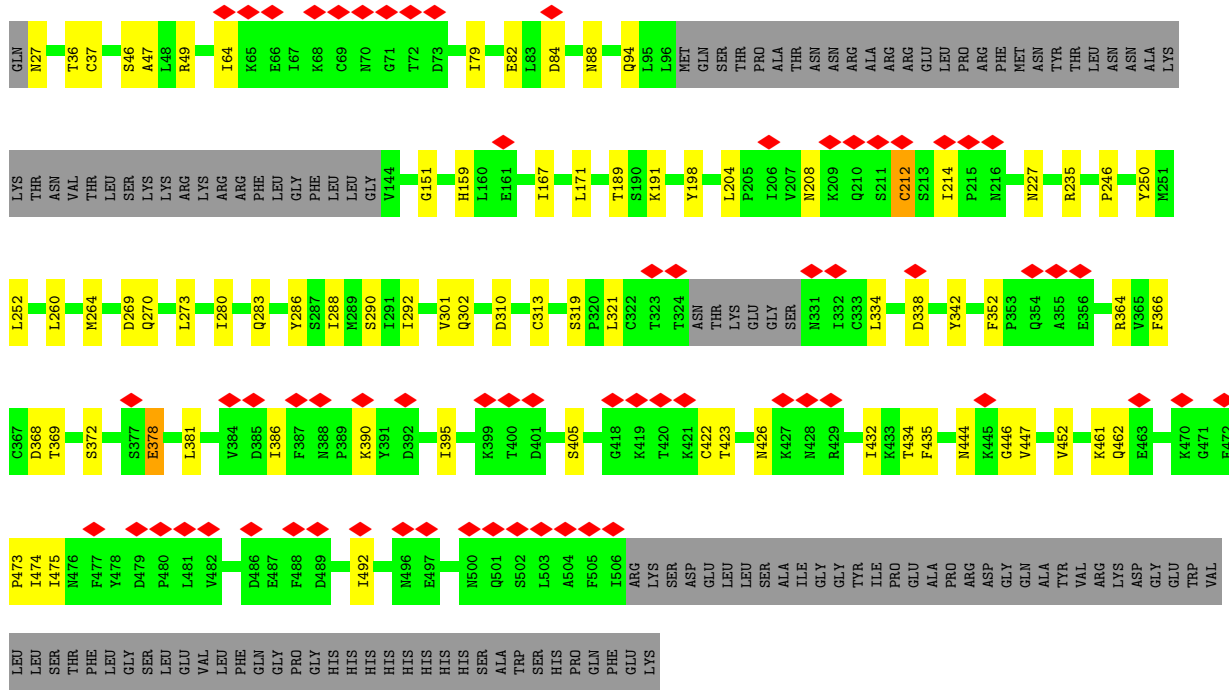 GLN N27 T36 C37 S46 A47 L48 R49 I64 K65 E66 I67 K68 C69 N70 G71 T72 D73 I79 E82 L83 D84 N88 Q94 L95 L96 MET GLN SER THR PRO ALA THR ASN ASN ALA ARG ALA ARG ARG GLU LEU PRO ARG PHE MET ASN TYR THR LEU ASN ASN ALA LYS
LYS THR ASN VAL THR LEU SER LYS LYS ARG LYS ARG ARG PHE LEU GLY PHE LEU LEU GLY V144 G151 H159 L160 E161 I167 L171 T189 S190 K191 Y198 L204 P205 I206 V207 N208 K209 Q210 S211 C212 S213 I214 P215 N216 N227 R235 P246 Y250 M251
L252 L260 M264 D269 Q270 L273 I280 Q283 Y286 S287 I288 M289 S290 I291 I292 V301 Q302 D310 C313 S319 P320 L321 C322 T323 T324 ASN THR LYS GLU GLY SER N331 I332 C333 L334 D338 Y342 F352 P353 Q354 A355 E356 R364 V365 F366
C367 D368 T369 S372 S377 E378 L381 V384 D385 I386 F387 N388 P389 K390 Y391 D392 I395 K399 T400 D401 S405 G418 K419 T420 K421 C422 T423 N426 K427 N428 R429 I432 K433 T434 F435 N444 K445 G446 V447 V452 K461 Q462 E463 K470 G471
P473 I474 I475 N476 F477 Y478 D479 P480 L481 V482 D486 E487 F488 D489 I492 N496 E497 N500 Q501 S502 L503 A504 F505 I506 ARG LYS SER ASP GLU LEU LEU SER ALA ILE GLY GLY TYR ILE PRO GLU ALA PRO ARG ASP GLY GLN ALA TYR VAL ARG LYS ASP GLY GLU TRP VAL
LEU LEU SER THR PHE LEU GLY SER LEU GLU VAL LEU PHE GLN GLY PRO GLY HIS HIS HIS HIS HIS HIS HIS HIS SER ALA TRP SER HIS PRO GLN PHE GLU LYS